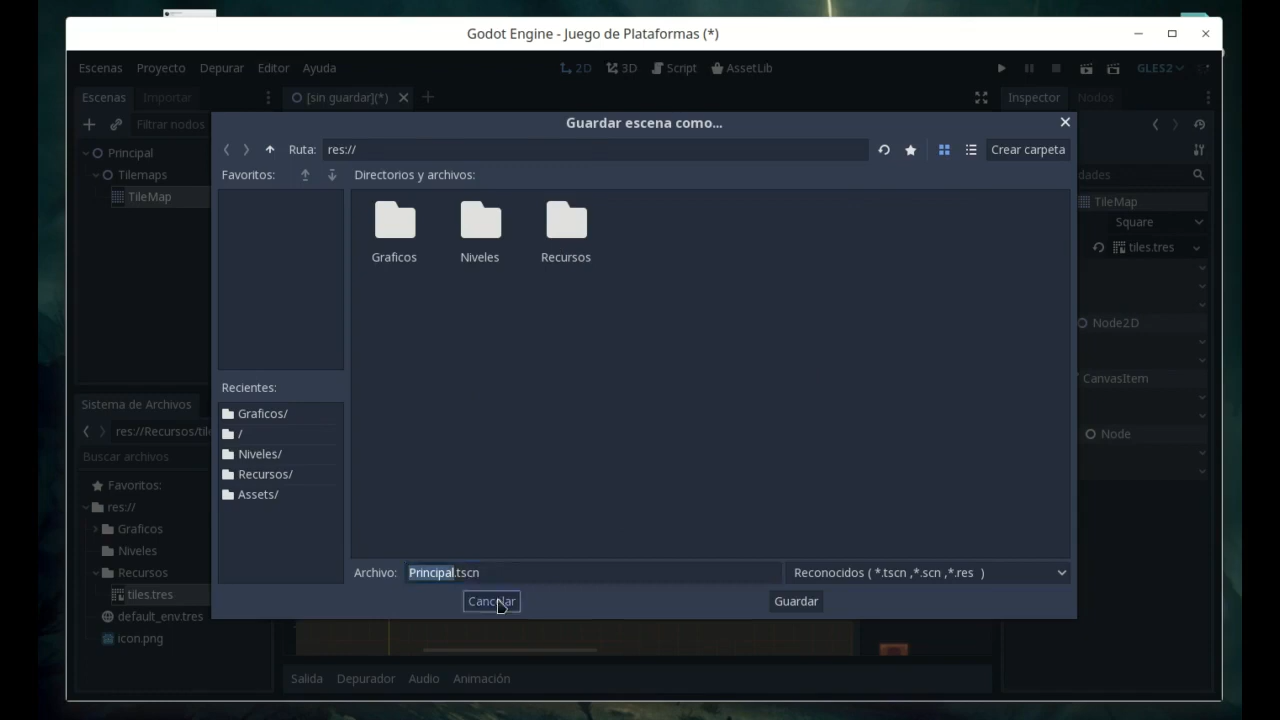 Godot Engine - Juego de Plataformas (*)
Escenas Proyecto Depurar Editor Ayuda 2D 3D Script AssetLib GLES2
Escenas Importar [sin guardar](*) Inspector Nodos
Filtrar nodos
Guardar escena como...
Ruta: res:// Crear carpeta
Favoritos: Directorios y archivos:
Principal
Tilemaps
TileMap
dades
TileMap
Square
tiles.tres
Node2D
CanvasItem
Node
Graficos Niveles Recursos
Recientes:
Graficos/
/
Niveles/
Recursos/
Assets/
Archivo: Principal.tscn Reconocidos ( *.tscn ,*.scn ,*.res )
Cancelar Guardar
Sistema de Archivos
res://Recursos/tile
Buscar archivos
Favoritos:
res://
Graficos
Niveles
Recursos
tiles.tres
default_env.tres
icon.png
Salida Depurador Audio Animación